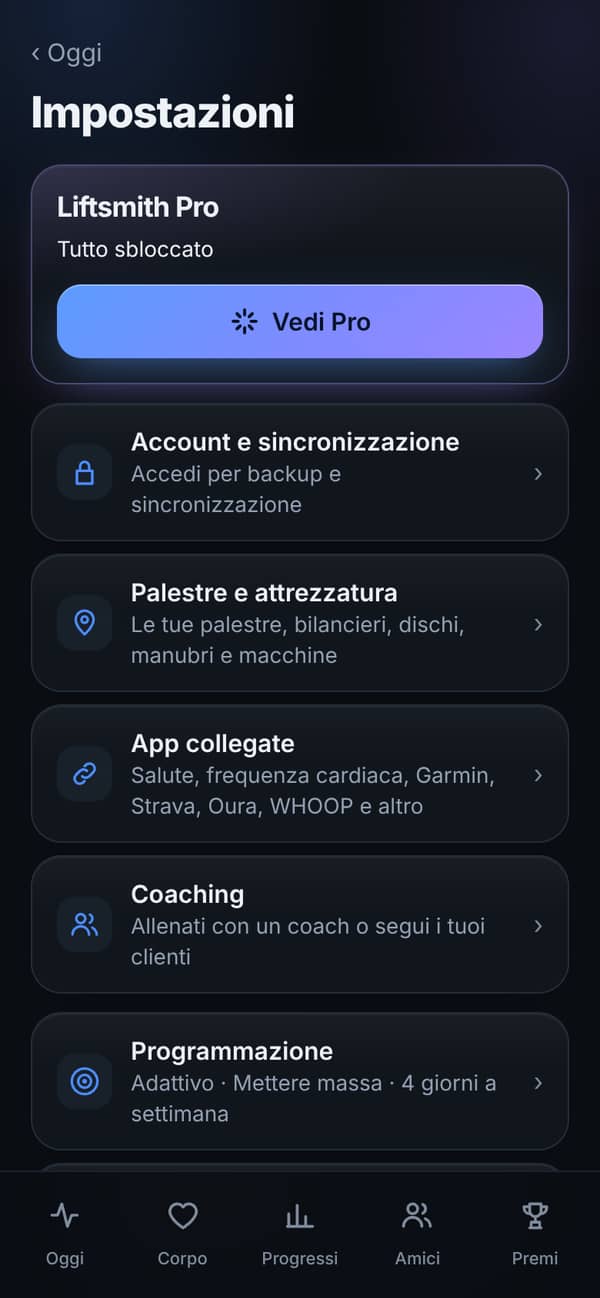 ‹ Oggi
Impostazioni
Liftsmith Pro
Tutto sbloccato
Vedi Pro
Account e sincronizzazione
Accedi per backup e
sincronizzazione
Palestre e attrezzatura
Le tue palestre, bilancieri, dischi,
manubri e macchine
App collegate
Salute, frequenza cardiaca, Garmin,
Strava, Oura, WHOOP e altro
Coaching
Allenati con un coach o segui i tuoi
clienti
Programmazione
Adattivo · Mettere massa · 4 giorni a
settimana
Oggi
Corpo
Progressi
Amici
Premi